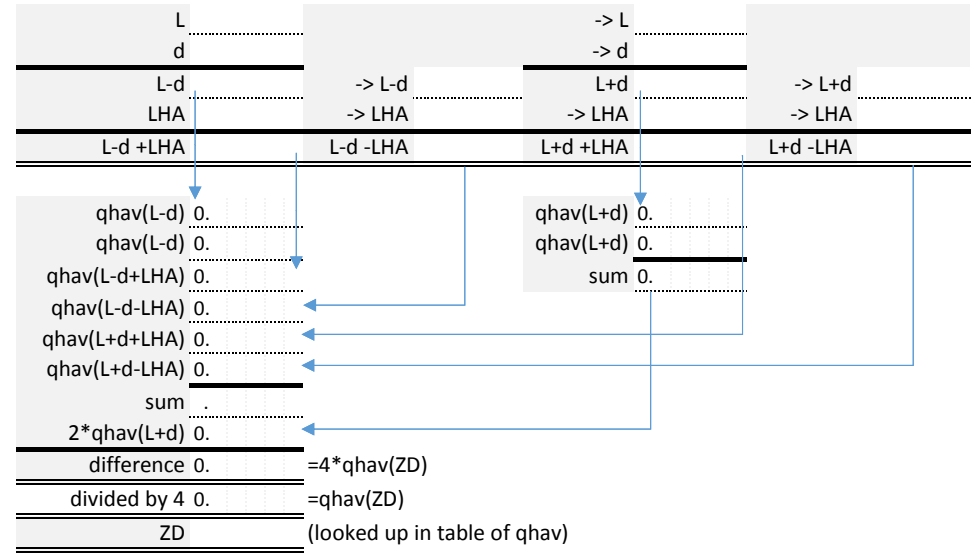 L -> L
d -> d
L-d -> L-d L+d -> L+d
LHA -> LHA -> LHA -> LHA
L-d +LHA L-d -LHA L+d +LHA L+d -LHA
qhav(L-d) 0. qhav(L+d) 0.
qhav(L-d) 0. qhav(L+d) 0.
qhav(L-d+LHA) 0. sum 0.
qhav(L-d-LHA) 0.
qhav(L+d+LHA) 0.
qhav(L+d-LHA) 0.
sum .
2*qhav(L+d) 0.
difference 0. =4*qhav(ZD)
divided by 4 0. =qhav(ZD)
ZD (looked up in table of qhav)